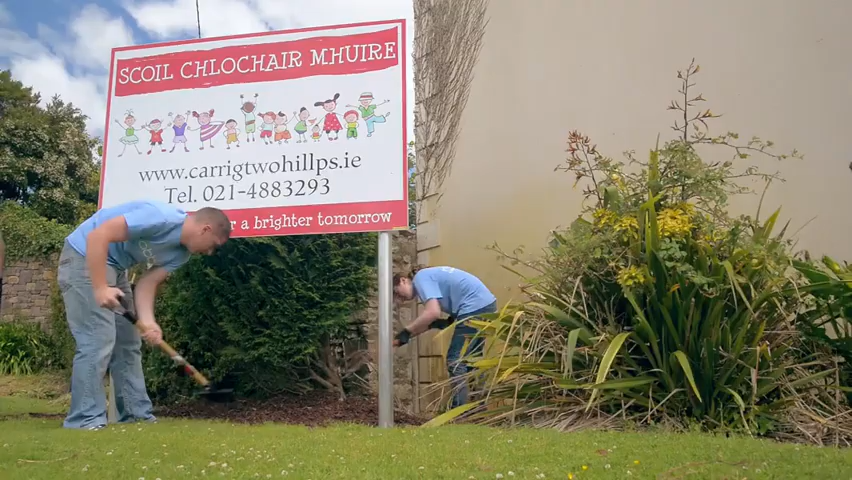 SCOIL CHLOCHAIR MHUIRE
www.carrigtwohillps.ie
Tel. 021-4883293
a brighter tomorrow